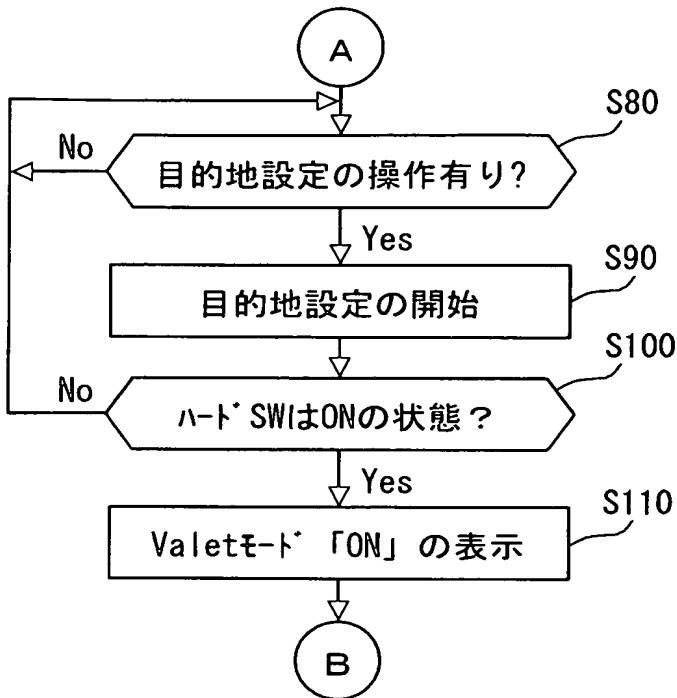 A
S80
No
目的地設定の操作有り?
Yes
S90
目的地設定の開始
S100
No
ﾊｰﾄﾞSWはONの状態？
Yes
S110
Valetﾓｰﾄﾞ「ON」の表示
B